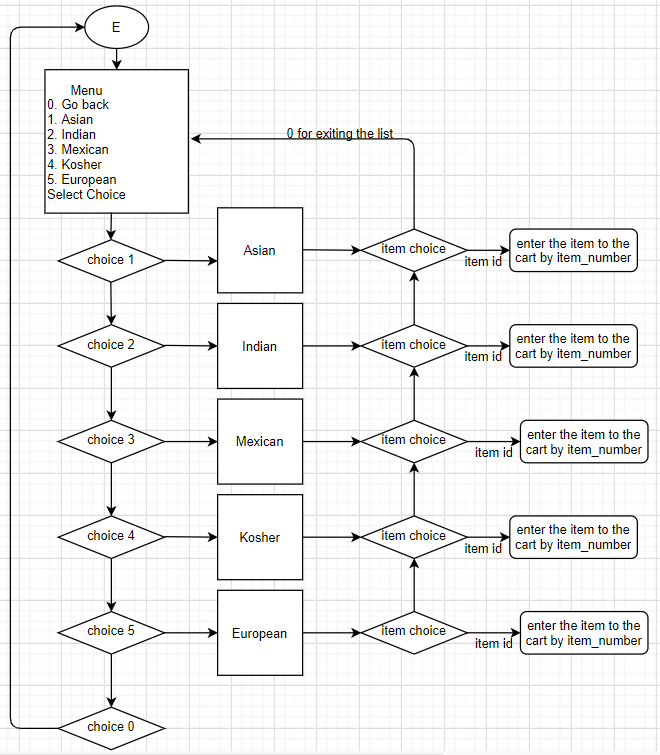 E
Menu
0. Go back
1. Asian
2. Indian
3. Mexican
4. Kosher
5. European
Select Choice
0 for exiting the list
choice 1
Asian
item choice
item id
enter the item to the
cart by item_number
choice 2
Indian
item choice
item id
enter the item to the
cart by item_number
choice 3
Mexican
item choice
item id
enter the item to the
cart by item_number
choice 4
Kosher
item choice
item id
enter the item to the
cart by item_number
choice 5
European
item choice
item id
enter the item to the
cart by item_number
choice 0